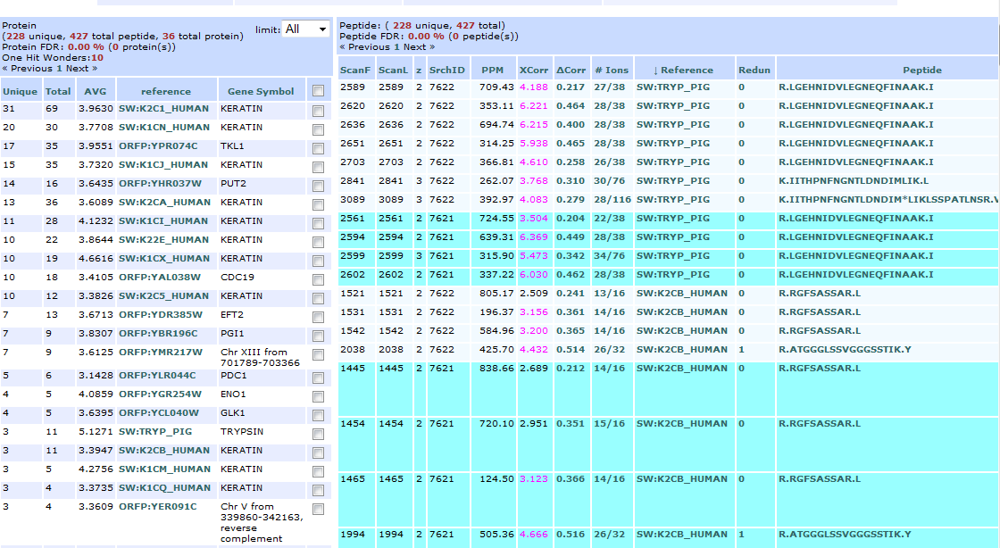 Protein
(228 unique, 427 total peptide, 36 total protein)
Protein FDR: 0.00 % (0 protein(s))
One Hit Wonders:10
« Previous 1 Next »
limit: All
Unique Total AVG reference Gene Symbol
31 69 3.9630 SW:K2C1_HUMAN KERATIN
20 30 3.7708 SW:K1CN_HUMAN KERATIN
17 35 3.9551 ORFP:YPR074C TKL1
15 35 3.7320 SW:K1CJ_HUMAN KERATIN
14 16 3.6435 ORFP:YHR037W PUT2
13 36 3.6089 SW:K2CA_HUMAN KERATIN
11 28 4.1232 SW:K1CI_HUMAN KERATIN
10 22 3.8644 SW:K22E_HUMAN KERATIN
10 19 4.6616 SW:K1CX_HUMAN KERATIN
10 18 3.4105 ORFP:YAL038W CDC19
10 12 3.3826 SW:K2C5_HUMAN KERATIN
7 13 3.6713 ORFP:YDR385W EFT2
7 9 3.8307 ORFP:YBR196C PGI1
7 9 3.6125 ORFP:YMR217W Chr XIII from
701789-703366
5 6 3.1428 ORFP:YLR044C PDC1
4 5 4.0859 ORFP:YGR254W ENO1
4 5 3.6395 ORFP:YCL040W GLK1
3 11 5.1271 SW:TRYP_PIG TRYPSIN
3 11 3.3947 SW:K2CB_HUMAN KERATIN
3 5 4.2756 SW:K1CM_HUMAN KERATIN
3 4 3.3735 SW:K1CQ_HUMAN KERATIN
3 4 3.3609 ORFP:YER091C Chr V from
339860-342163,
reverse
complement
Peptide: ( 228 unique, 427 total)
Peptide FDR: 0.00 % (0 peptide(s))
« Previous 1 Next »
ScanF ScanL z SrchID PPM XCorr ΔCorr # Ions ↓ Reference Redun Peptide
2589 2589 2 7622 709.43 4.188 0.217 27/38 SW:TRYP_PIG 0 R.LGEHNIDVLEGNEQFINAAK.I
2620 2620 2 7622 353.11 6.221 0.464 28/38 SW:TRYP_PIG 0 R.LGEHNIDVLEGNEQFINAAK.I
2636 2636 2 7622 694.74 6.215 0.400 28/38 SW:TRYP_PIG 0 R.LGEHNIDVLEGNEQFINAAK.I
2651 2651 2 7622 314.25 5.938 0.465 28/38 SW:TRYP_PIG 0 R.LGEHNIDVLEGNEQFINAAK.I
2703 2703 2 7622 366.81 4.610 0.258 26/38 SW:TRYP_PIG 0 R.LGEHNIDVLEGNEQFINAAK.I
2841 2841 3 7622 262.07 3.768 0.310 30/76 SW:TRYP_PIG 0 K.IITHPNFNGNTLDNDIMLIK.L
3089 3089 3 7622 392.97 4.083 0.279 28/116 SW:TRYP_PIG 0 K.IITHPNFNGNTLDNDIM*LIKLSSPATLNSR.V
2561 2561 2 7621 724.55 3.504 0.204 22/38 SW:TRYP_PIG 0 R.LGEHNIDVLEGNEQFINAAK.I
2594 2594 2 7621 639.31 6.369 0.449 28/38 SW:TRYP_PIG 0 R.LGEHNIDVLEGNEQFINAAK.I
2599 2599 3 7621 315.90 5.473 0.342 34/76 SW:TRYP_PIG 0 R.LGEHNIDVLEGNEQFINAAK.I
2602 2602 2 7621 337.22 6.030 0.462 28/38 SW:TRYP_PIG 0 R.LGEHNIDVLEGNEQFINAAK.I
1521 1521 2 7622 805.17 2.509 0.241 13/16 SW:K2CB_HUMAN 0 R.RGFSASSAR.L
1531 1531 2 7622 196.37 3.156 0.361 14/16 SW:K2CB_HUMAN 0 R.RGFSASSAR.L
1542 1542 2 7622 584.96 3.200 0.365 14/16 SW:K2CB_HUMAN 0 R.RGFSASSAR.L
2038 2038 2 7622 425.70 4.432 0.514 26/32 SW:K2CB_HUMAN 1 R.ATGGGLSSVGGGSSTIK.Y
1445 1445 2 7621 838.66 2.689 0.212 14/16 SW:K2CB_HUMAN 0 R.RGFSASSAR.L
1454 1454 2 7621 720.10 2.951 0.351 15/16 SW:K2CB_HUMAN 0 R.RGFSASSAR.L
1465 1465 2 7621 124.50 3.123 0.366 14/16 SW:K2CB_HUMAN 0 R.RGFSASSAR.L
1994 1994 2 7621 505.36 4.666 0.516 26/32 SW:K2CB_HUMAN 1 R.ATGGGLSSVGGGSSTIK.Y